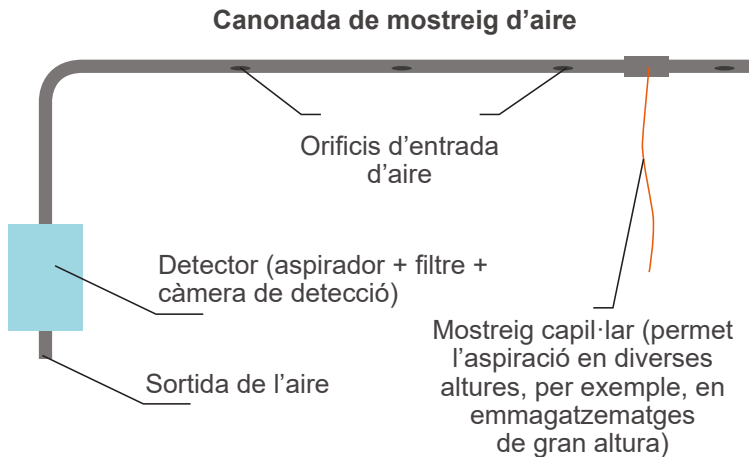 Canonada de mostreig d’aire
Orificis d’entrada
d’aire
Detector (aspirador + filtre +
càmera de detecció)
Mostreig capil·lar (permet
l’aspiració en diverses
altures, per exemple, en
emmagatzematges
de gran altura)
Sortida de l’aire